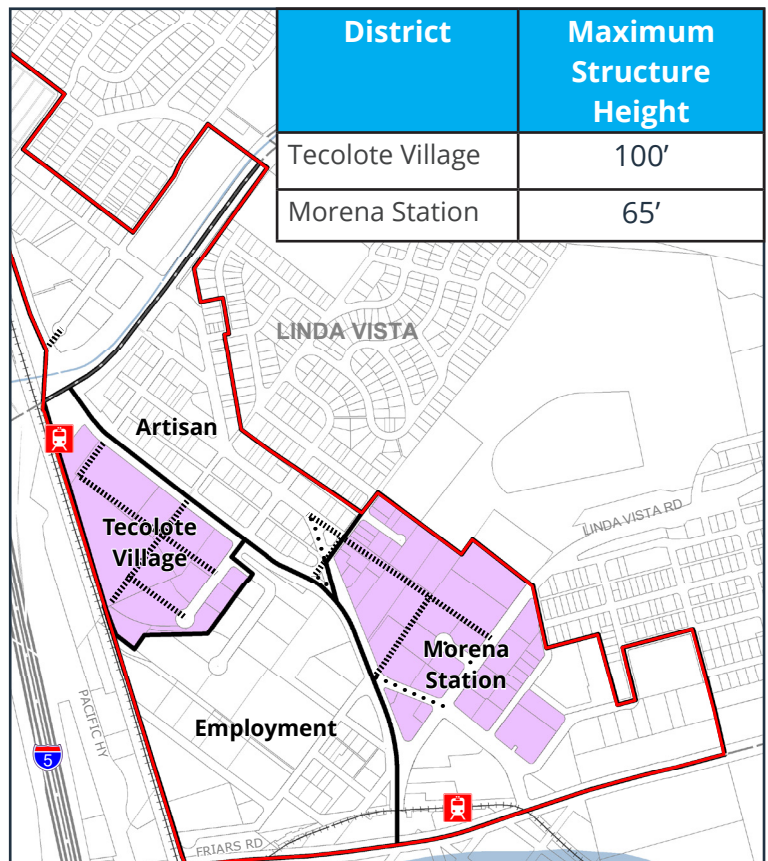 District
Maximum
Structure
Height
Tecolote Village
100’
Morena Station
65’
LINDA VISTA
Artisan
LINDA VISTA RD
Tecolote
Village
Morena
Station
Employment
PACIFIC HY
5
FRIARS RD